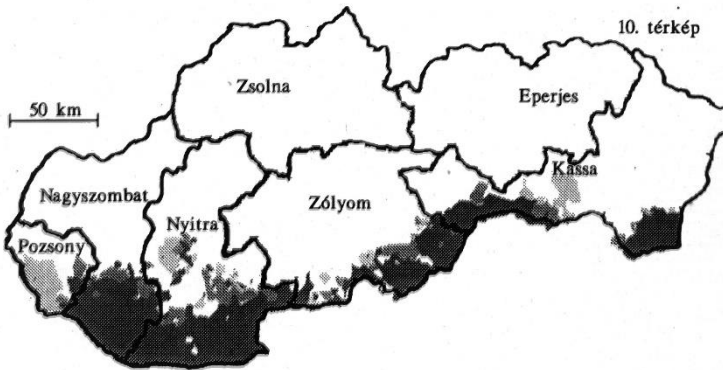 10. térkép
Zsolna
Eperjes
50 km
Kassa
Nagyszombat
Nyitra
Zólyom
Pozsony